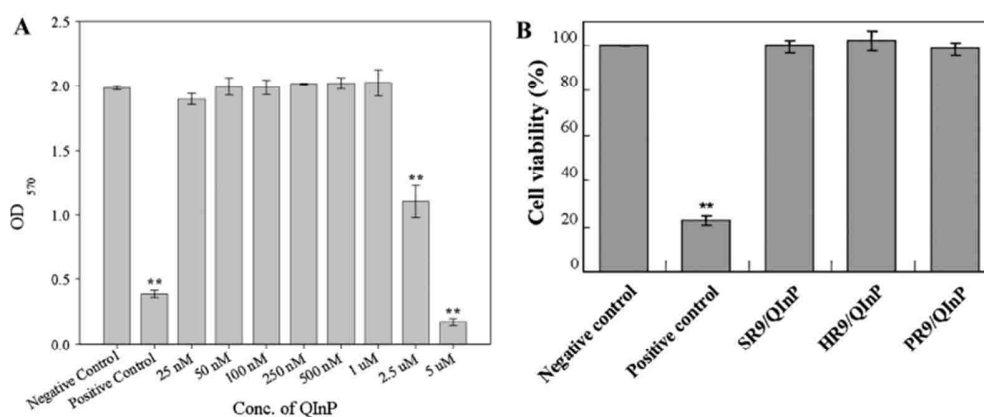 A
2.5
2.0
1.5
1.0
0.5
0.0
OD 570
**
**
**
Negative Control
Positive Control
25 nM
50 nM
100 nM
250 nM
500 nM
1 uM
2.5 uM
5 uM
Conc. of QInP
B
100
80
60
40
20
0
Cell viability (%)
**
Negative control
Positive control
SR9/QInP
HR9/QInP
PR9/QInP